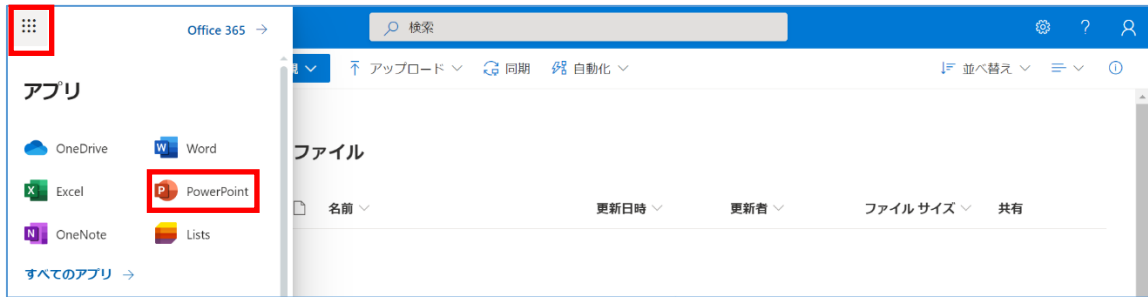 Office 365 →
検索
?
アプリ
アップロード
同期
自動化
並べ替え
OneDrive
Word
Excel
PowerPoint
OneNote
Lists
すべてのアプリ →
ファイル
名前
更新日時
更新者
ファイル サイズ
共有